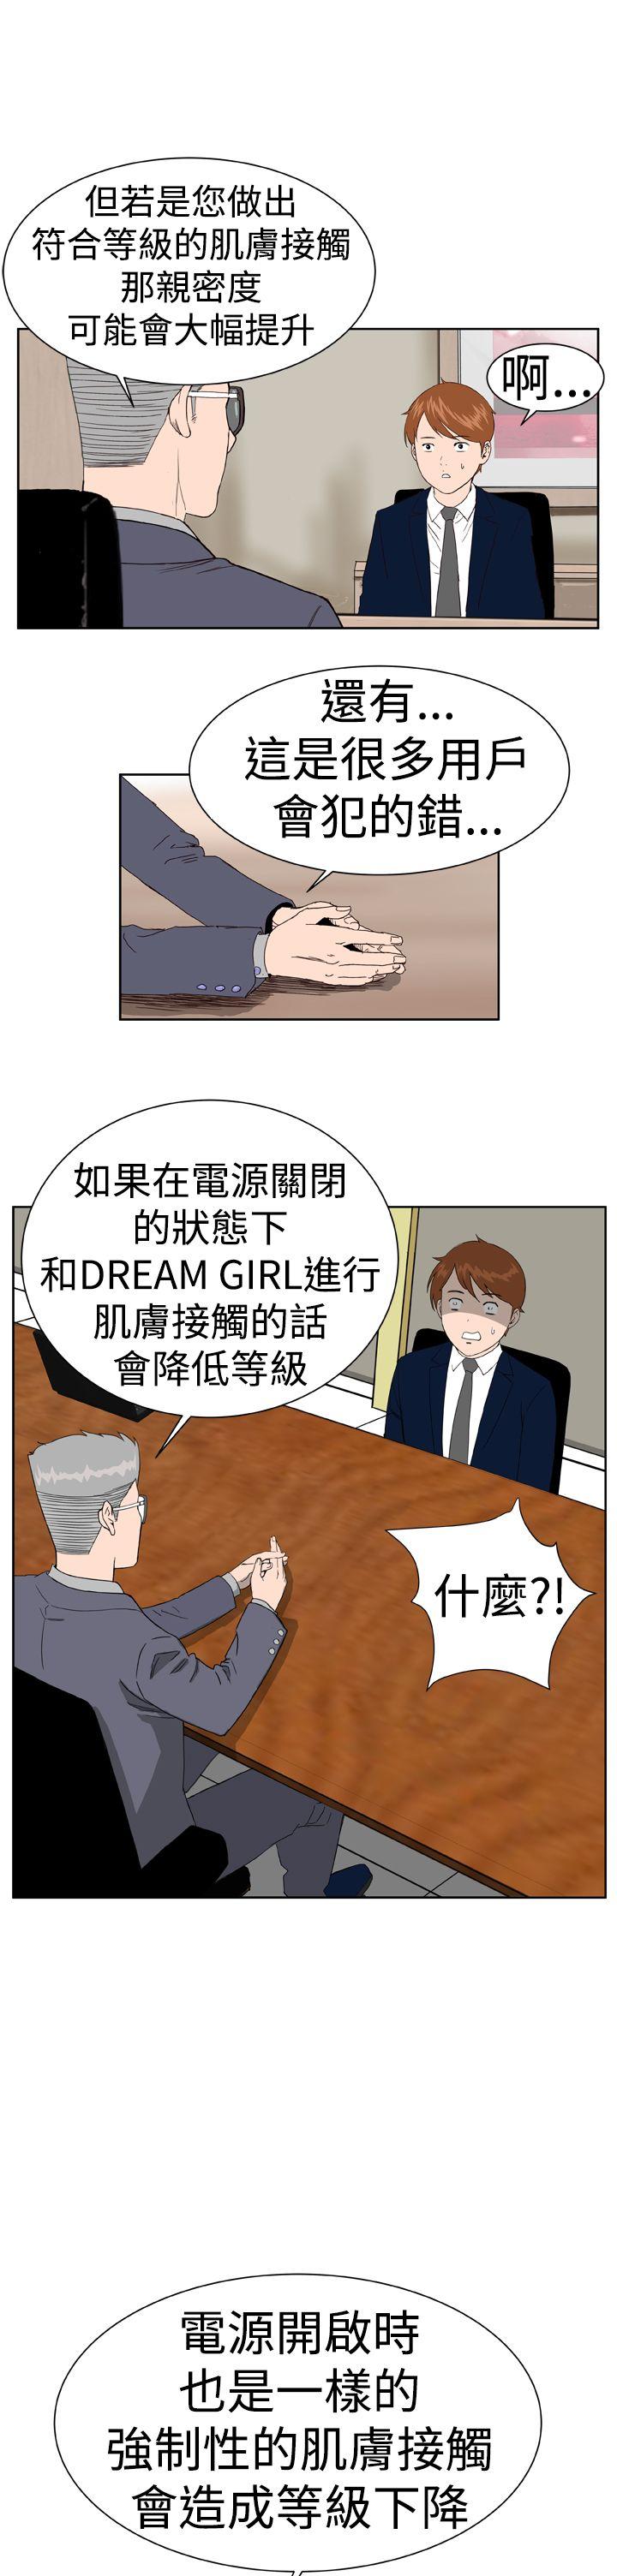 但若是您做出
符合等級的肌膚接觸
那親密度
可能會大幅提升
啊...
還有...
這是很多用戶
會犯的錯...
如果在電源關閉
的狀態下
和DREAM GIRL進行
肌膚接觸的話
會降低等級
什麼?!
電源開啟時
也是一樣的
強制性的肌膚接觸
會造成等級下降